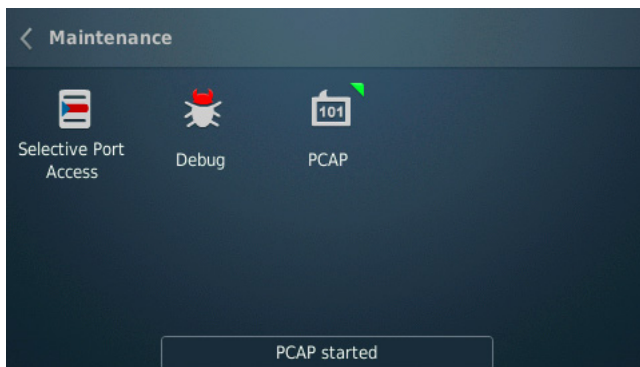 Maintenance
Selective Port
Access
Debug
101
PCAP
PCAP started